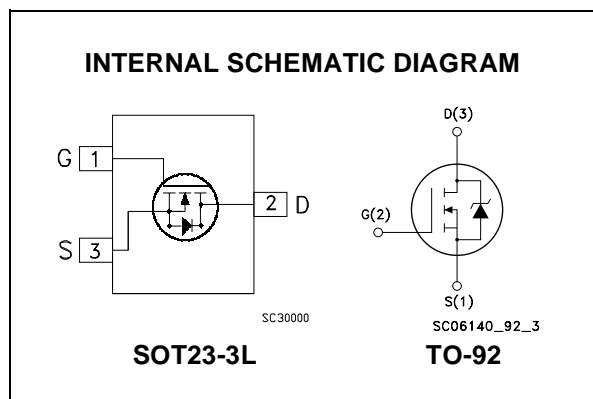 INTERNAL SCHEMATIC DIAGRAM
D(3)
G 1
2 D
G(2)
S 3
S(1)
SC30000
SC06140_92_3
SOT23-3L
TO-92